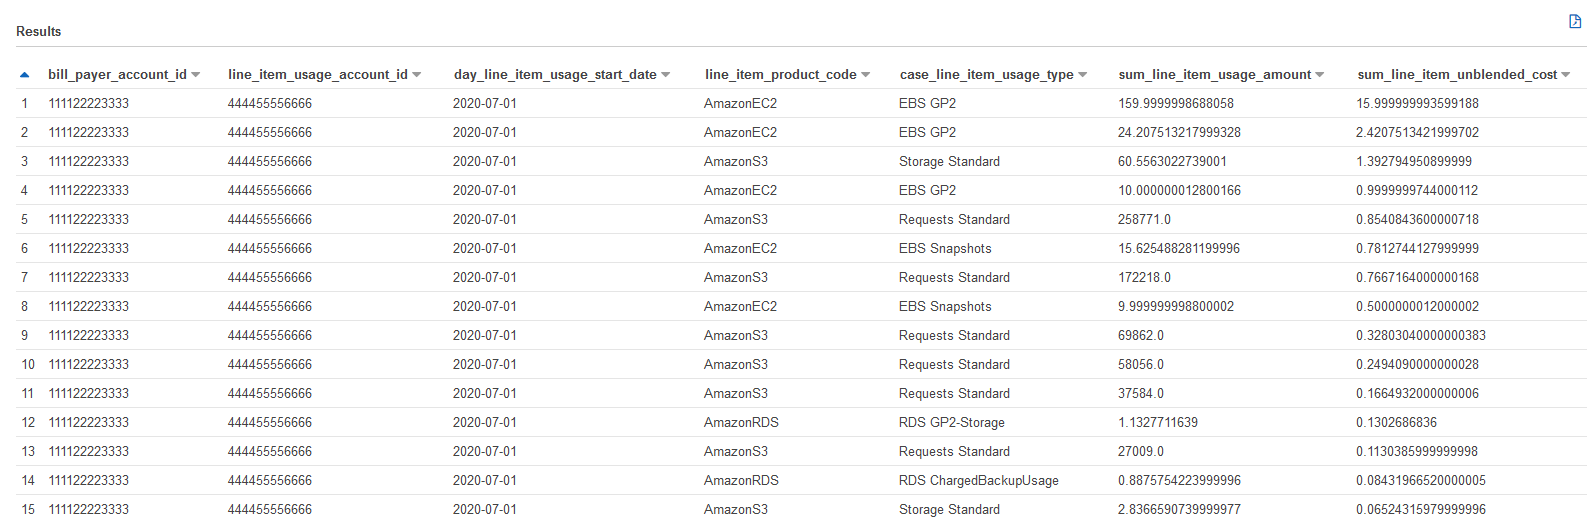 Results
bill_payer_account_id line_item_usage_account_id day_line_item_usage_start_date line_item_product_code case_line_item_usage_type sum_line_item_usage_amount sum_line_item_unblended_cost
1 111122223333 444455556666 2020-07-01 AmazonEC2 EBS GP2 159.9999998688058 15.999999993599188
2 111122223333 444455556666 2020-07-01 AmazonEC2 EBS GP2 24.207513217999328 2.4207513421999702
3 111122223333 444455556666 2020-07-01 AmazonS3 Storage Standard 60.5563022739001 1.392794950899999
4 111122223333 444455556666 2020-07-01 AmazonEC2 EBS GP2 10.000000012800166 0.9999999744000112
5 111122223333 444455556666 2020-07-01 AmazonS3 Requests Standard 258771.0 0.8540843600000718
6 111122223333 444455556666 2020-07-01 AmazonEC2 EBS Snapshots 15.625488281199996 0.7812744127999999
7 111122223333 444455556666 2020-07-01 AmazonS3 Requests Standard 172218.0 0.7667164000000168
8 111122223333 444455556666 2020-07-01 AmazonEC2 EBS Snapshots 9.999999998800002 0.5000000012000002
9 111122223333 444455556666 2020-07-01 AmazonS3 Requests Standard 69862.0 0.32803040000000383
10 111122223333 444455556666 2020-07-01 AmazonS3 Requests Standard 58056.0 0.2494090000000028
11 111122223333 444455556666 2020-07-01 AmazonS3 Requests Standard 37584.0 0.1664932000000006
12 111122223333 444455556666 2020-07-01 AmazonRDS RDS GP2-Storage 1.1327711639 0.1302686836
13 111122223333 444455556666 2020-07-01 AmazonS3 Requests Standard 27009.0 0.1130385999999998
14 111122223333 444455556666 2020-07-01 AmazonRDS RDS ChargedBackupUsage 0.8875754223999996 0.08431966520000005
15 111122223333 444455556666 2020-07-01 AmazonS3 Storage Standard 2.8366590739999977 0.06524315979999996